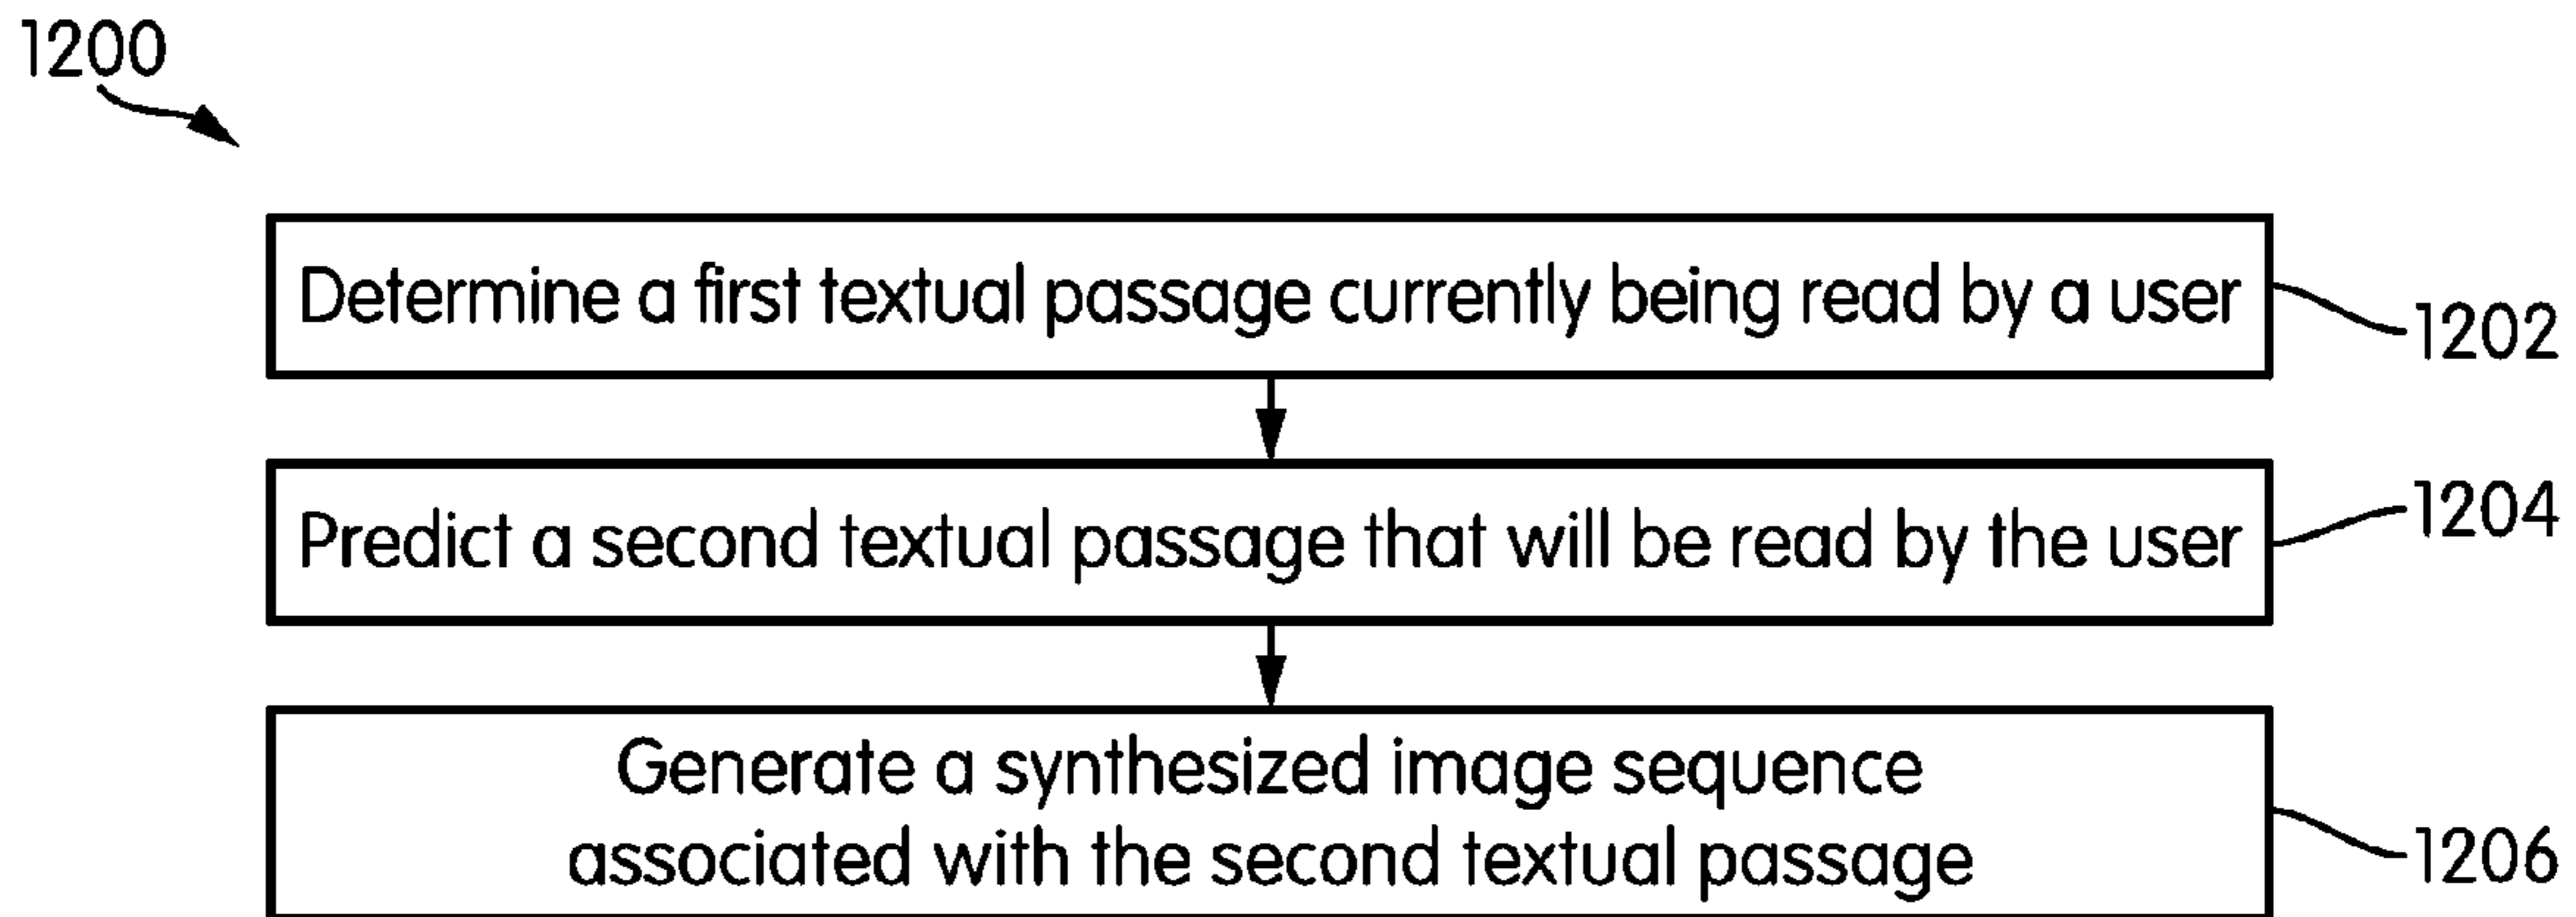 1200
Determine a first textual passage currently being read by a user
1202
Predict a second textual passage that will be read by the user
1204
Generate a synthesized image sequence
associated with the second textual passage
1206